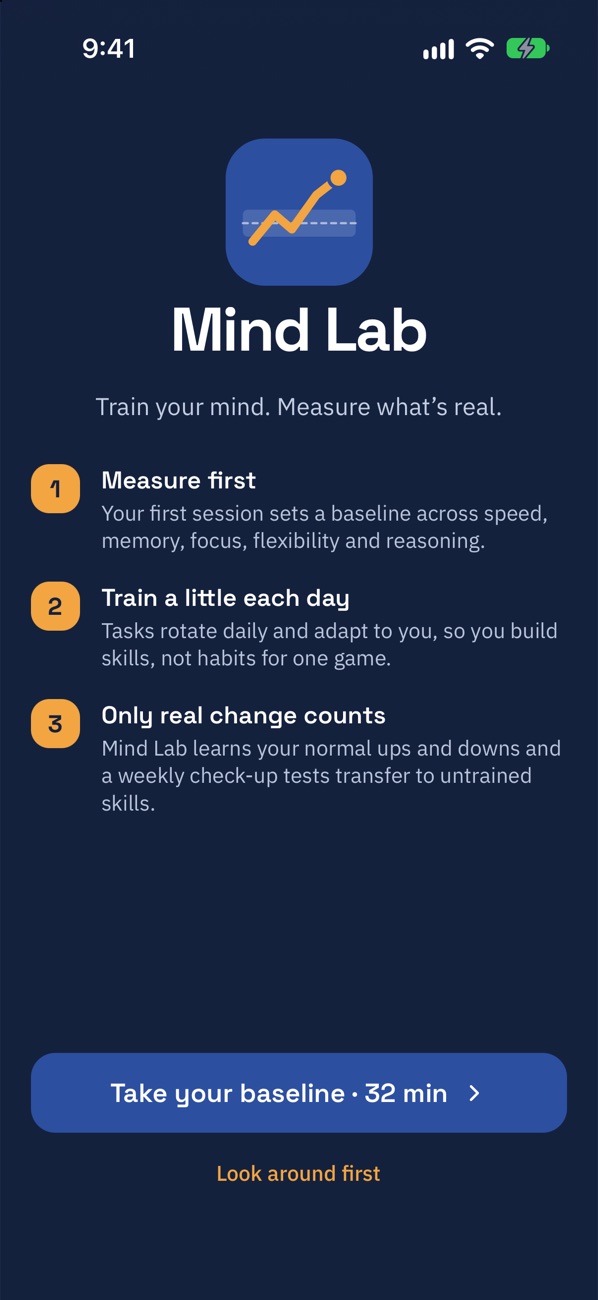 9:41
Mind Lab
Train your mind. Measure what’s real.
1
Measure first
Your first session sets a baseline across speed,
memory, focus, flexibility and reasoning.
2
Train a little each day
Tasks rotate daily and adapt to you, so you build
skills, not habits for one game.
3
Only real change counts
Mind Lab learns your normal ups and downs and
a weekly check-up tests transfer to untrained
skills.
Take your baseline · 32 min
Look around first